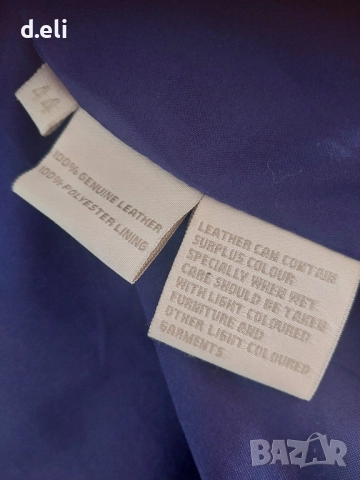 d.eli
44
100% GENUINE LEATHER
100% POLYESTER LINING
LEATHER CAN CONTAIN
SURPLUS COLOUR,
SPECIALLY WHEN WET.
CARE SHOULD BE TAKEN
WITH LIGHT-COLOURED
FURNITURE AND
OTHER LIGHT-COLOURED
GARMENTS.
BAZAR